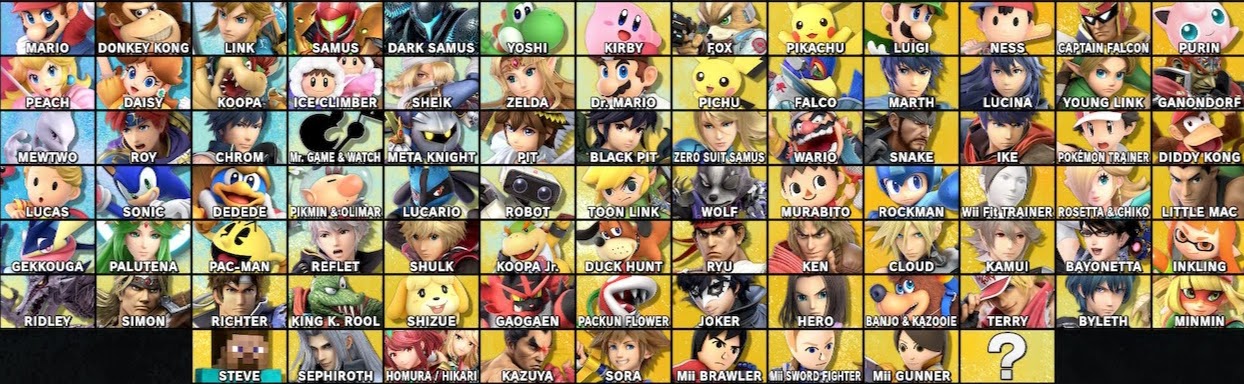 MARIO
DONKEY KONG
LINK
SAMUS
DARK SAMUS
YOSHI
KIRBY
FOX
PIKACHU
LUIGI
NESS
CAPTAIN FALCON
PURIN
PEACH
DAISY
KOOPA
ICE CLIMBER
SHEIK
ZELDA
Dr. MARIO
PICHU
FALCO
MARTH
LUCINA
YOUNG LINK
GANONDORF
MEWTWO
ROY
CHROM
Mr. GAME & WATCH
META KNIGHT
PIT
BLACK PIT
ZERO SUIT SAMUS
WARIO
SNAKE
IKE
POKÉMON TRAINER
DIDDY KONG
LUCAS
SONIC
DEDEDE
PIKMIN & OLIMAR
LUCARIO
ROBOT
TOON LINK
WOLF
MURABITO
ROCKMAN
Wii Fit TRAINER
ROSETTA & CHIKO
LITTLE MAC
GEKKOUGA
PALUTENA
PAC-MAN
REFLET
SHULK
KOOPA Jr.
DUCK HUNT
RYU
KEN
CLOUD
KAMUI
BAYONETTA
INKLING
RIDLEY
SIMON
RICHTER
KING K. ROOL
SHIZUE
GAOGAEN
PACKUN FLOWER
JOKER
HERO
BANJO & KAZOOIE
TERRY
BYLETH
MINMIN
STEVE
SEPHIROTH
HOMURA / HIKARI
KAZUYA
SORA
Mii BRAWLER
Mii SWORD FIGHTER
Mii GUNNER
?